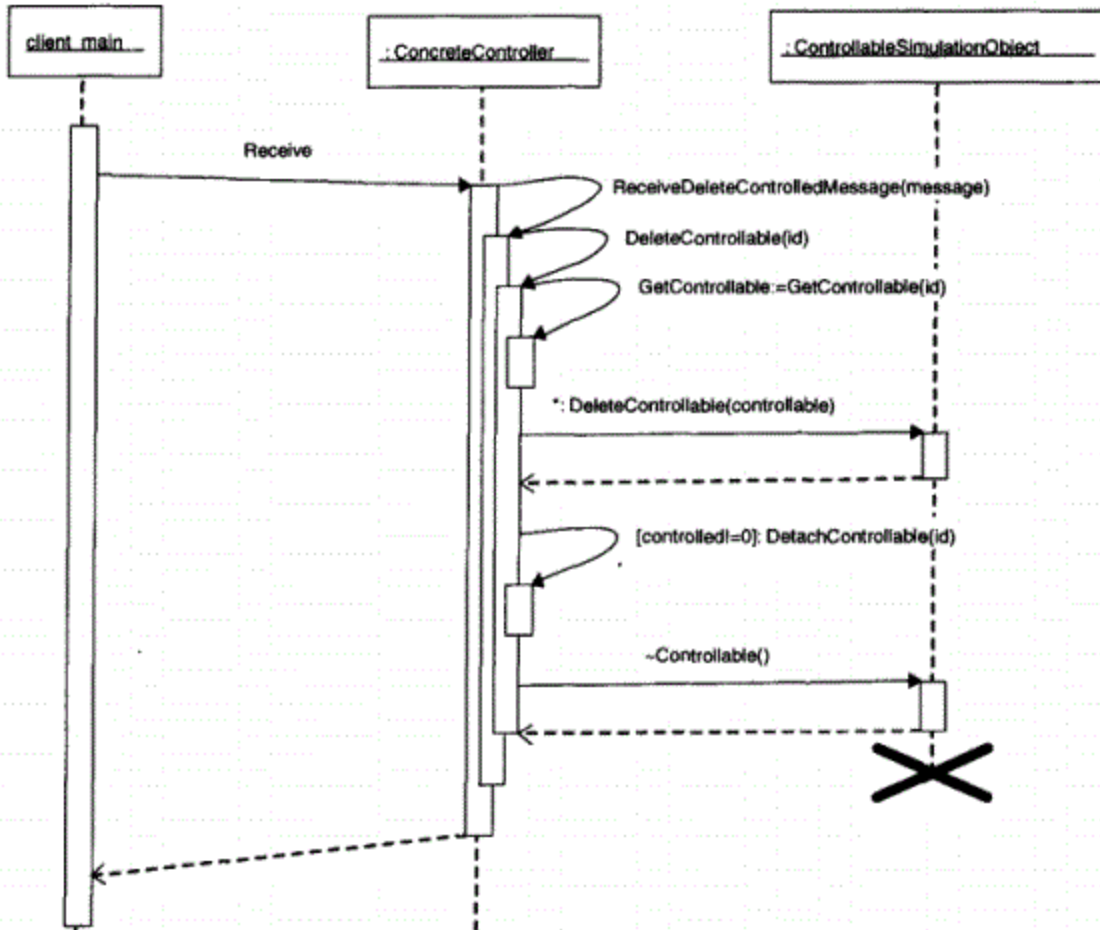 client_main
: ConcreteController
: ControllableSimulationObject
Receive
ReceiveDeleteControlledMessage(message)
DeleteControllable(id)
GetControllable:=GetControllable(id)
*: DeleteControllable(controllable)
[controlled!=0]: DetachControllable(id)
~Controllable()